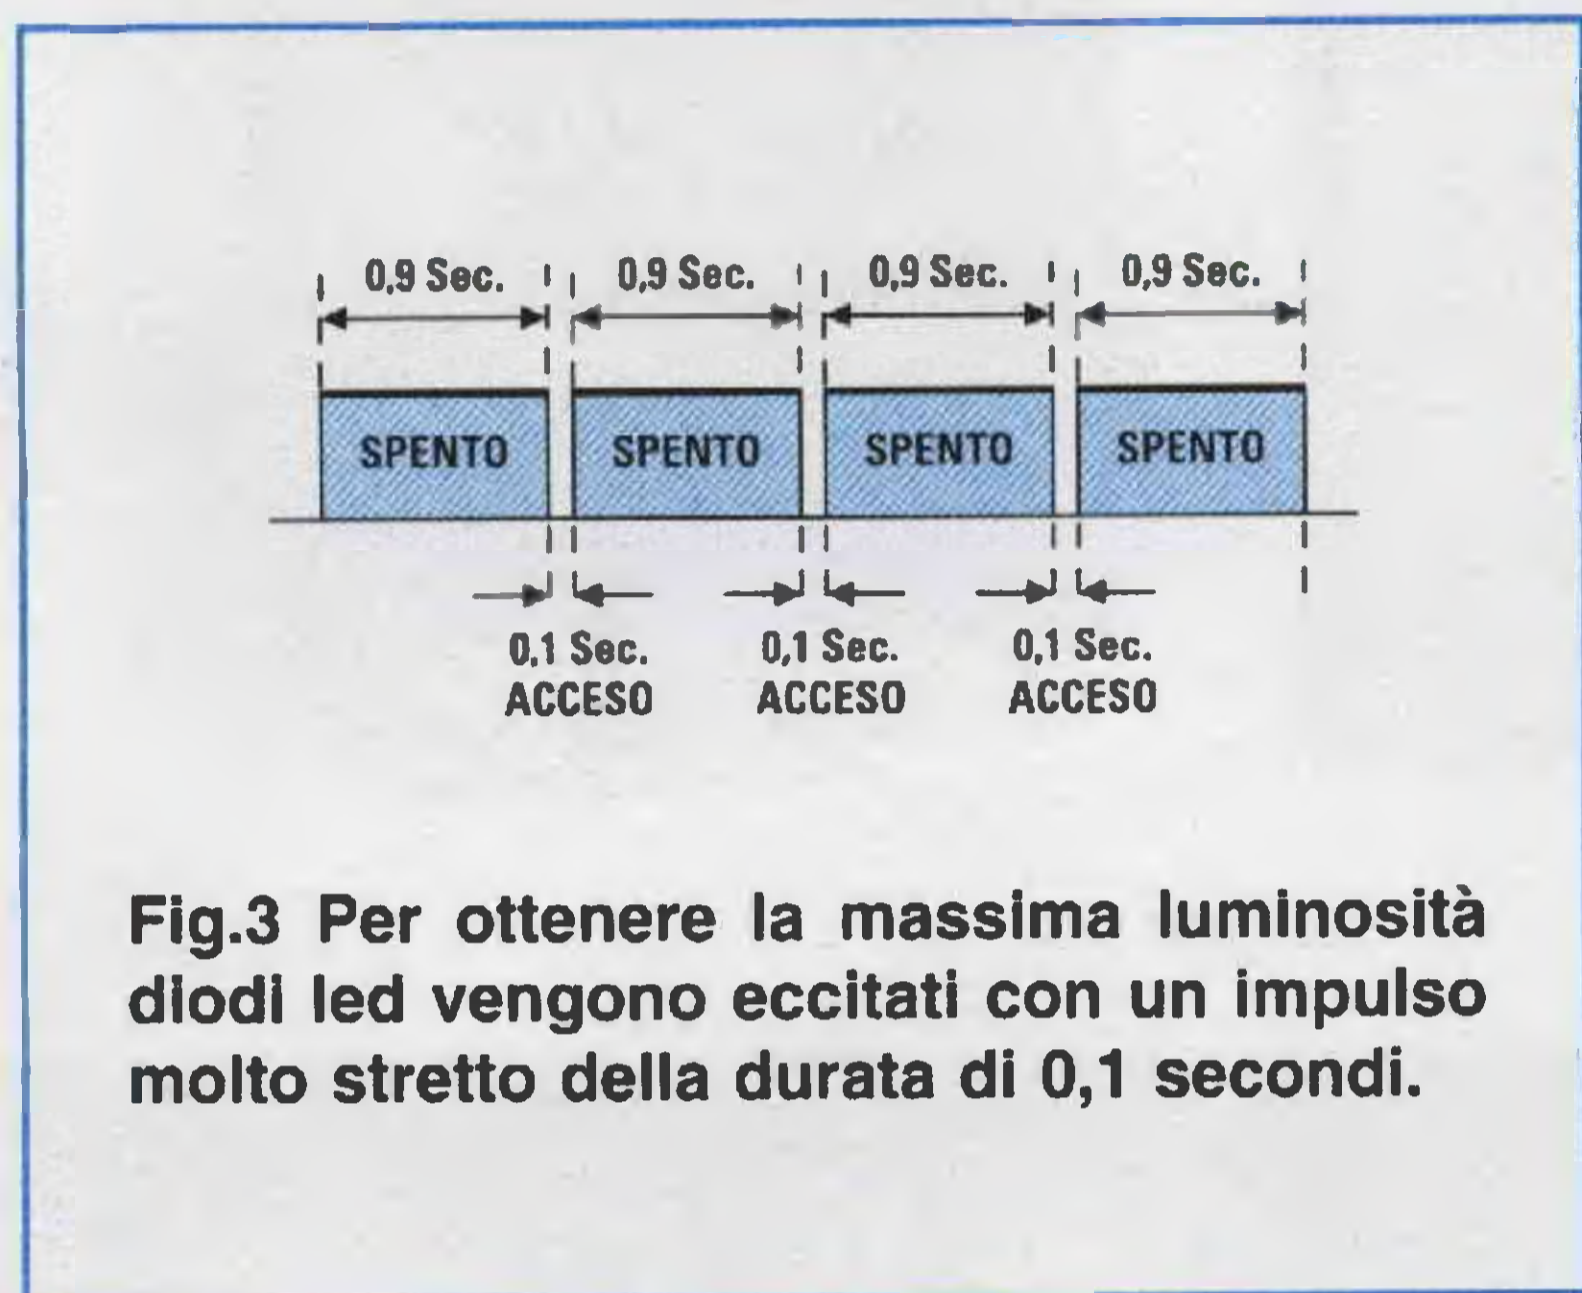 0,9 Sec. 0,9 Sec. 0,9 Sec. 0,9 Sec.
SPENTO SPENTO SPENTO SPENTO
0,1 Sec. 0,1 Sec. 0,1 Sec.
ACCESO ACCESO ACCESO
Fig.3 Per ottenere la massima luminosità
diodi led vengono eccitati con un impulso
molto stretto della durata di 0,1 secondi.